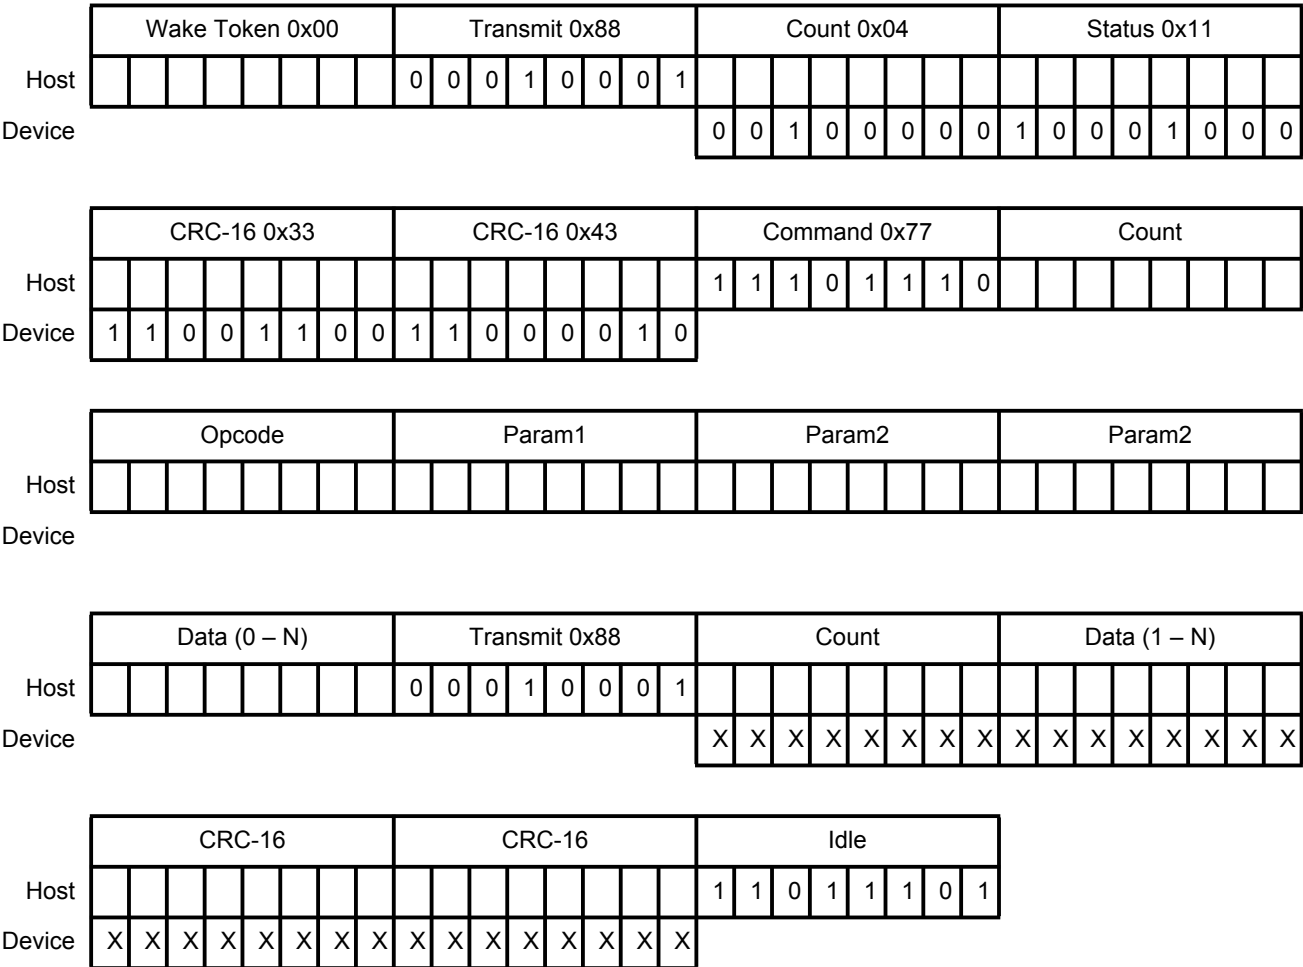 Wake Token 0x00 Transmit 0x88 Count 0x04 Status 0x11
Host 0 0 0 1 0 0 0 1
Device 0 0 1 0 0 0 0 0 1 0 0 0 1 0 0 0
CRC-16 0x33 CRC-16 0x43 Command 0x77 Count
Host 1 1 1 0 1 1 1 0
Device 1 1 0 0 1 1 0 0 1 1 0 0 0 0 1 0
Opcode Param1 Param2 Param2
Host
Device
Data (0 – N) Transmit 0x88 Count Data (1 – N)
Host 0 0 0 1 0 0 0 1
Device X X X X X X X X X X X X X X X X
CRC-16 CRC-16 Idle
Host 1 1 0 1 1 1 0 1
Device X X X X X X X X X X X X X X X X